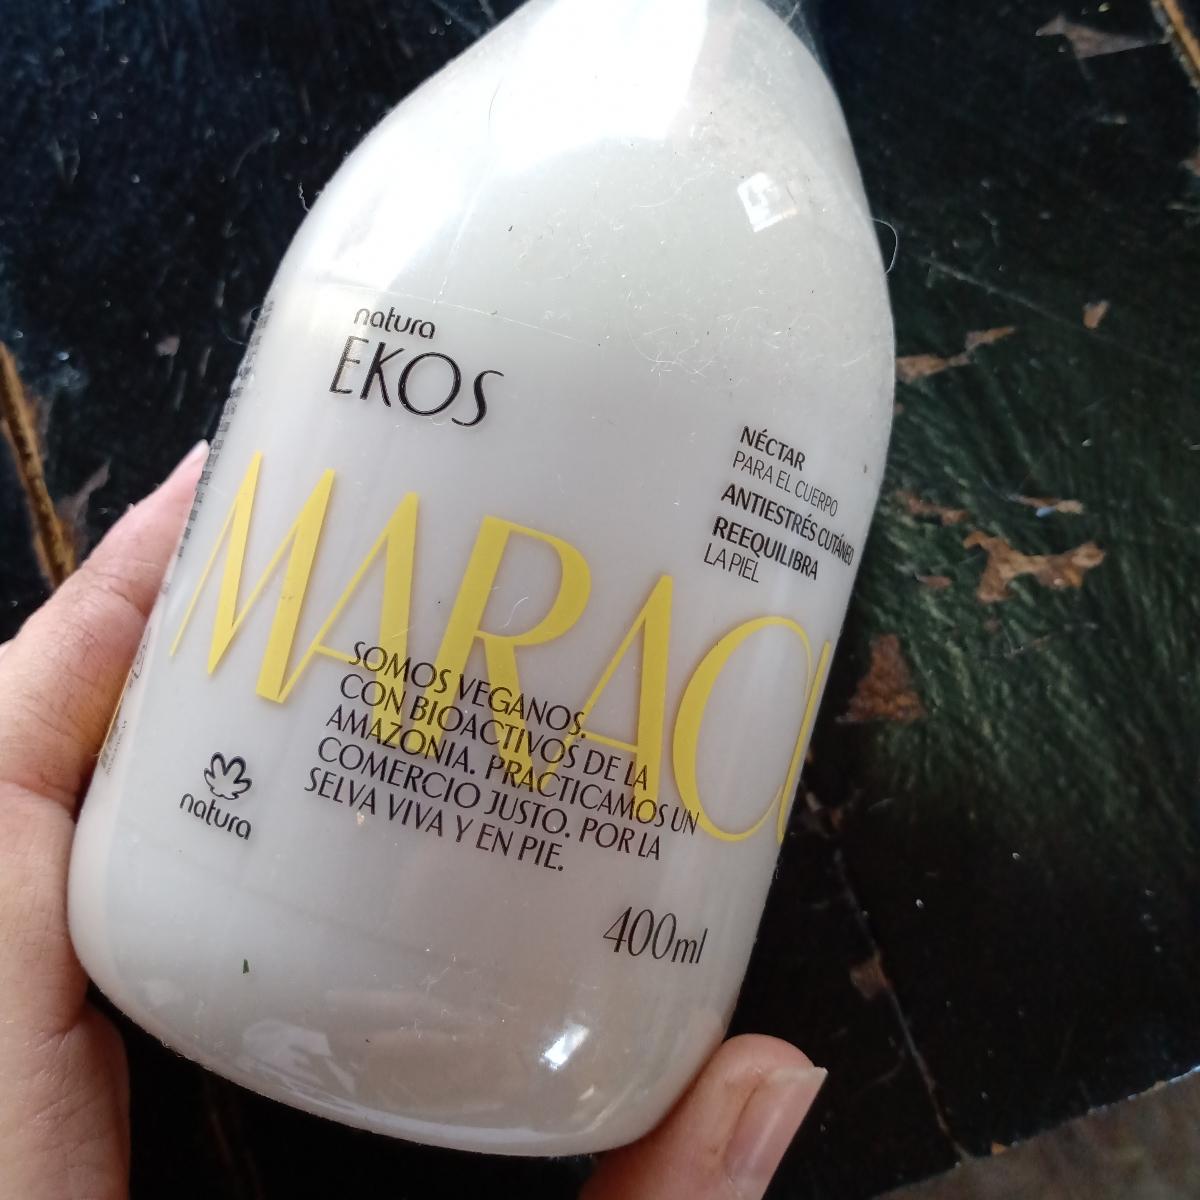 natura
EKOS
NÉCTAR
PARA EL CUERPO
ANTIESTRÉS CUTÁNEO
REEQUILIBRA
LA PIEL
MARACU
SOMOS VEGANOS.
CON BIOACTIVOS DE LA
AMAZONIA. PRACTICAMOS UN
COMERCIO JUSTO. POR LA
SELVA VIVA Y EN PIE.
natura
400ml